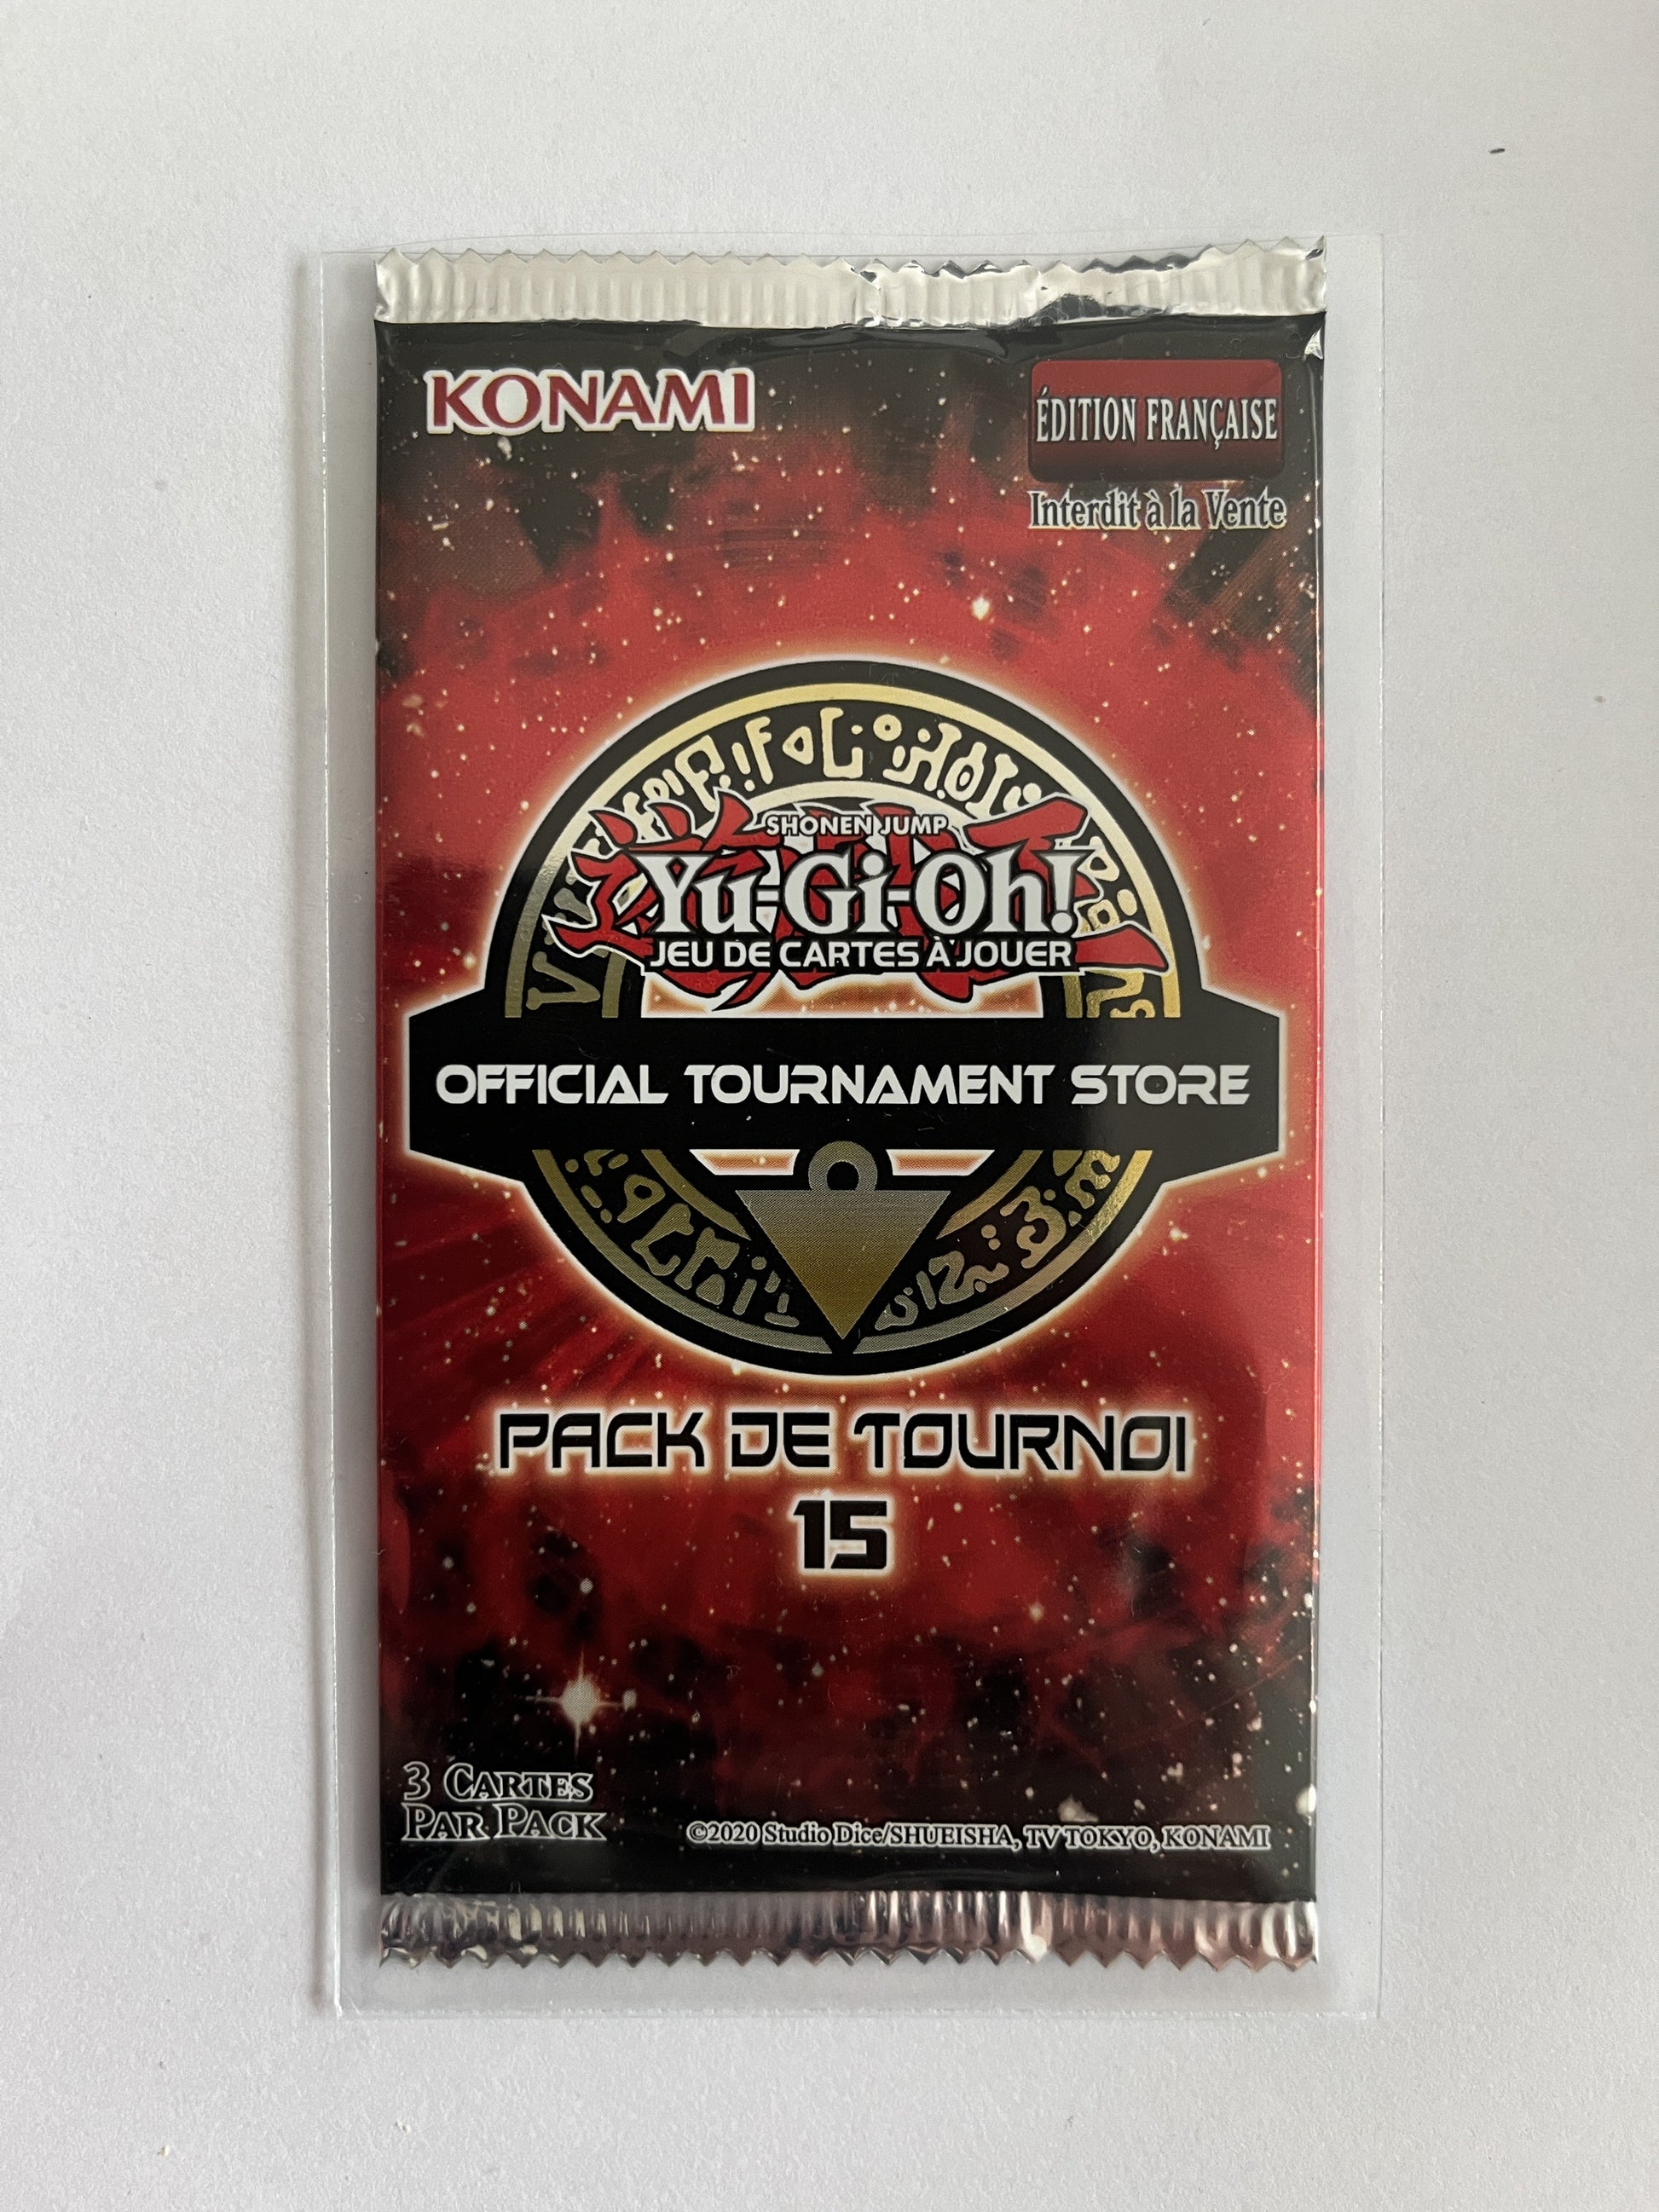 KONAMI
ÉDITION FRANÇAISE
Interdit à la Vente
SHONEN JUMP
Yu-Gi-Oh!
JEU DE CARTES À JOUER
OFFICIAL TOURNAMENT STORE
PACK DE TOURNOI
15
3 CARTES
PAR PACK
©2020 Studio Dice/SHUEISHA, TV TOKYO, KONAMI